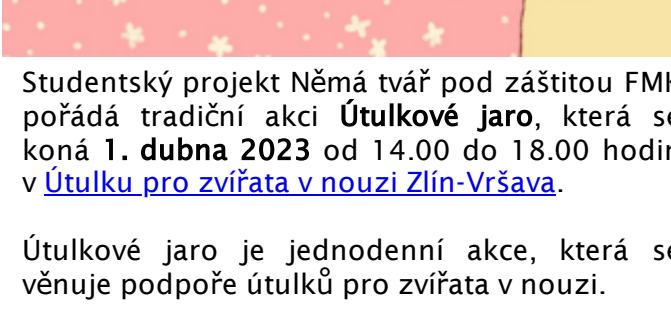 Studentský projekt Němá tvář pod záštitou FMK
pořádá tradiční akci Útulkové jaro, která se
koná 1. dubna 2023 od 14.00 do 18.00 hodin
v Útulku pro zvířata v nouzi Zlín-Vršava.
Útulkové jaro je jednodenní akce, která se
věnuje podpoře útulků pro zvířata v nouzi.